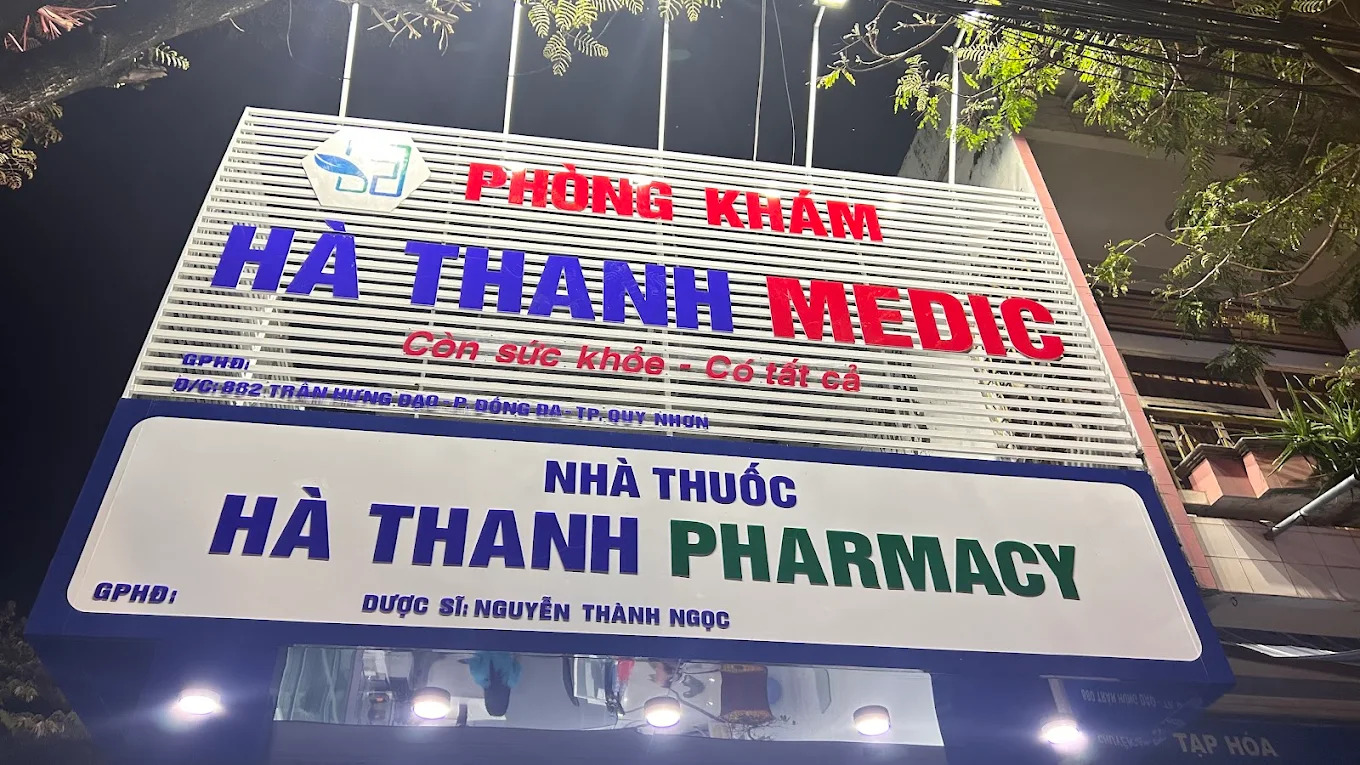 PHÒNG KHÁM
HÀ THANH MEDIC
Còn sức khỏe - Có tất cả
GPHĐ:
Đ/C: 882 TRẦN HƯNG ĐẠO - P. ĐỐNG ĐA - TP. QUY NHƠN
NHÀ THUỐC
HÀ THANH PHARMACY
GPHĐ:
DƯỢC SĨ: NGUYỄN THÀNH NGỌC
TẠP HÓA